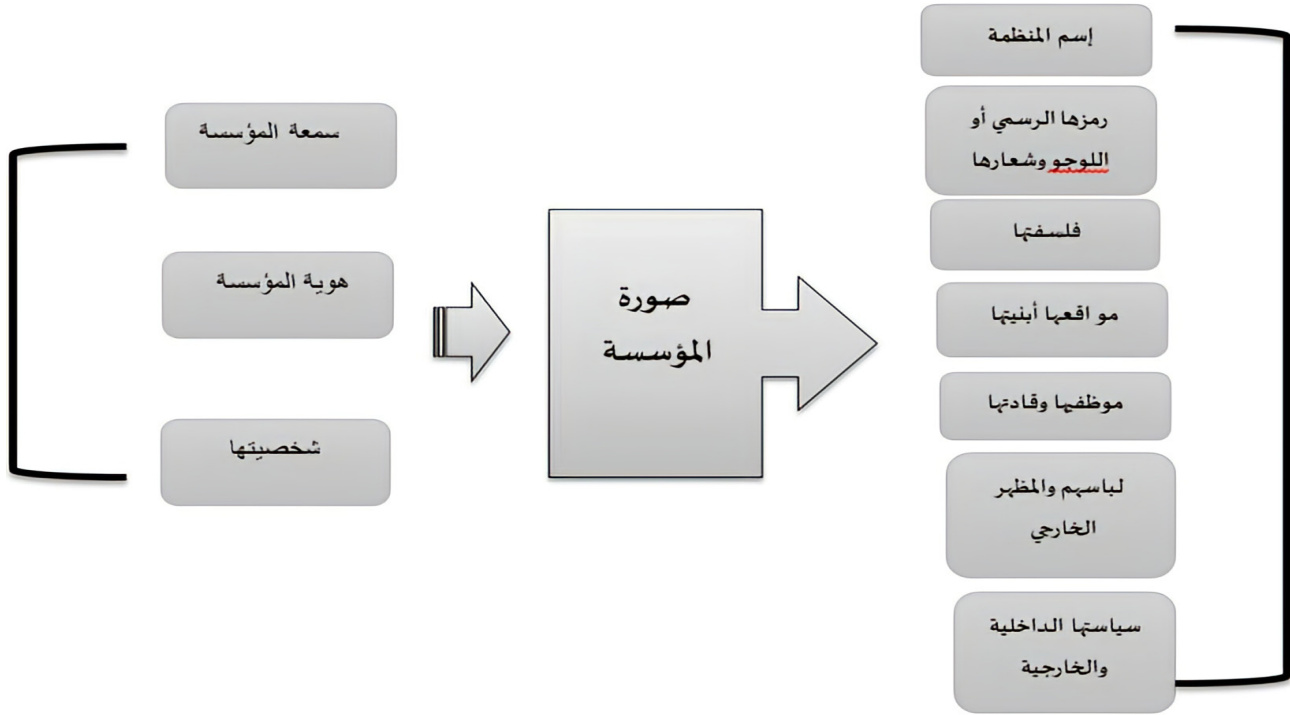 إسم المنظمة
رمزها الرسمي أو
اللوجو وشعارها
فلسفتها
مو اقعها أبنيتها
موظفيها وقادتها
لباسهم والمظهر
الخارجي
سياستها الداخلية
والخارجية
صورة
المؤسسة
سمعة المؤسسة
هوية المؤسسة
شخصيتها